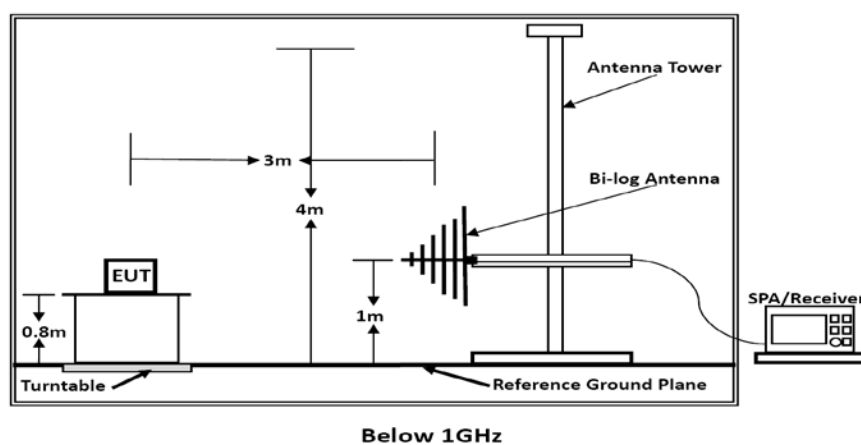 Antenna Tower
3m
Bi-log Antenna
4m
EUT
SPA/Receiver
0.8m
1m
Turntable
Reference Ground Plane
Below 1GHz